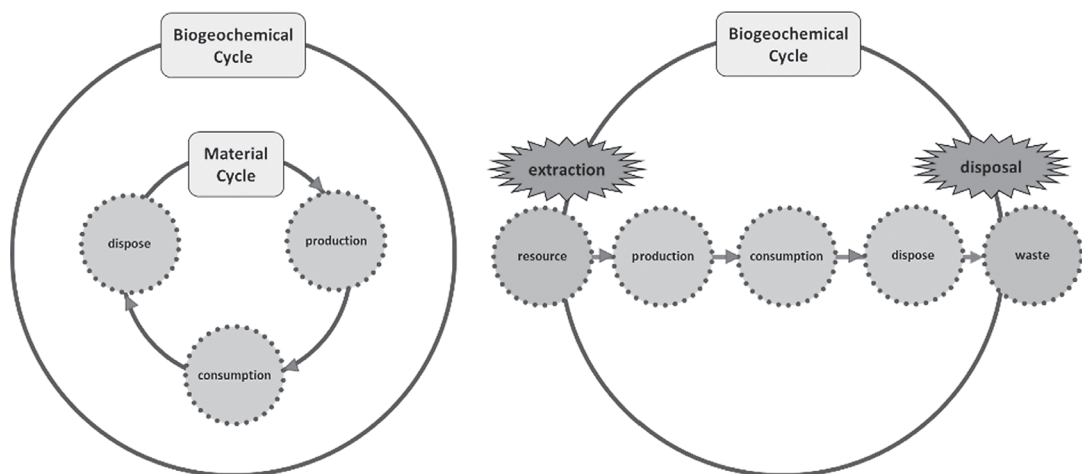 Biogeochemical
Cycle
Material
Cycle
dispose
production
consumption
Biogeochemical
Cycle
extraction
disposal
resource
production
consumption
dispose
waste